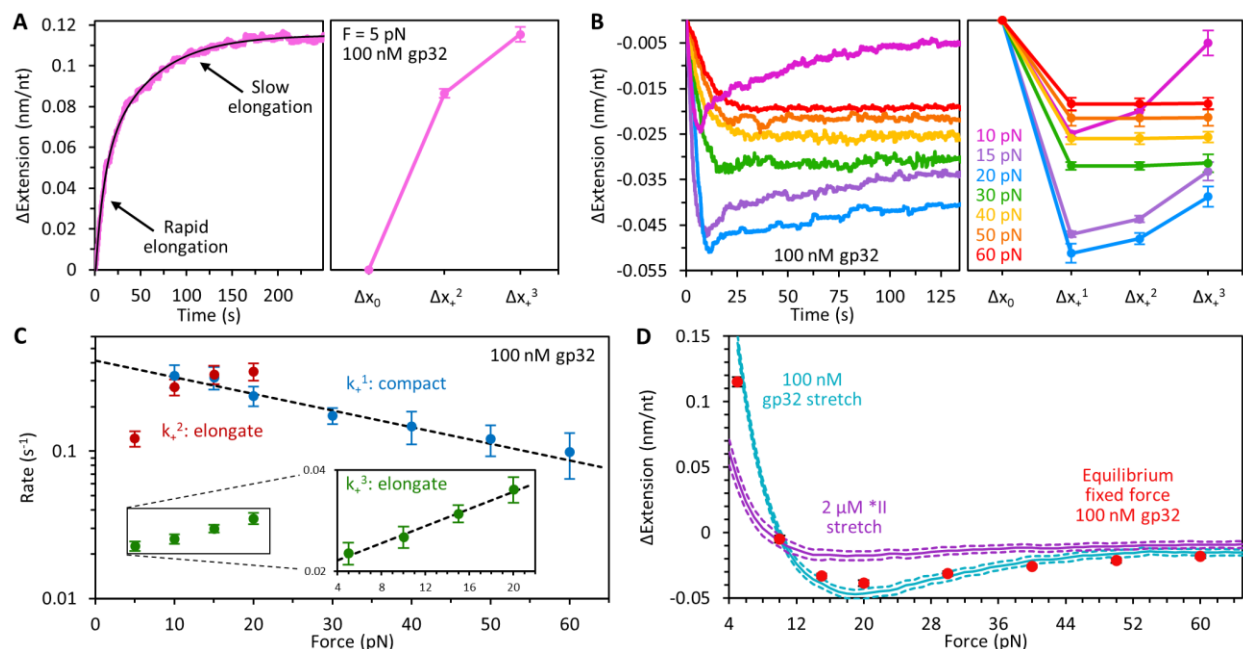 A
ΔExtension (nm/nt)
0.12
0.10
0.08
0.06
0.04
0.02
0
Slow
elongation
Rapid
elongation
0 50 100 150 200
Time (s)
F = 5 pN
100 nM gp32
Δx₀ Δx₊² Δx₊³
B
ΔExtension (nm/nt)
-0.005
-0.015
-0.025
-0.035
-0.045
-0.055
100 nM gp32
0 25 50 75 100 125
Time (s)
10 pN
15 pN
20 pN
30 pN
40 pN
50 pN
60 pN
Δx₀ Δx₊¹ Δx₊² Δx₊³
C
Rate (s⁻¹)
0.1
0.01
100 nM gp32
k₊¹: compact
k₊²: elongate
0.04
k₊³: elongate
0.02
4 8 12 16 20
0 10 20 30 40 50 60
Force (pN)
D
ΔExtension (nm/nt)
0.15
0.10
0.05
0
-0.05
100 nM
gp32 stretch
2 μM *II
stretch
Equilibrium
fixed force
100 nM gp32
4 12 20 28 36 44 52 60
Force (pN)